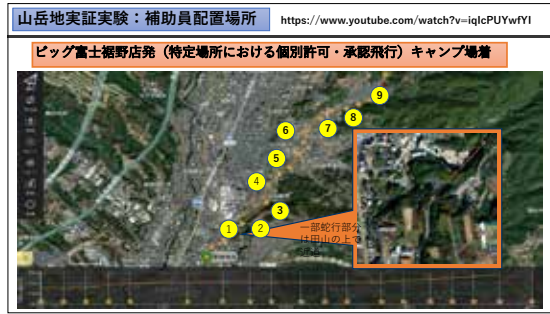 山岳地実証実験：補助員配置場所
https://www.youtube.com/watch?v=iqIcPUYwfYI
ビッグ富士裾野店発（特定場所における個別許可・承認飛行）キャンプ場着
9
8
7
6
5
4
3
2
1
一部蛇行部分
は田山の上で